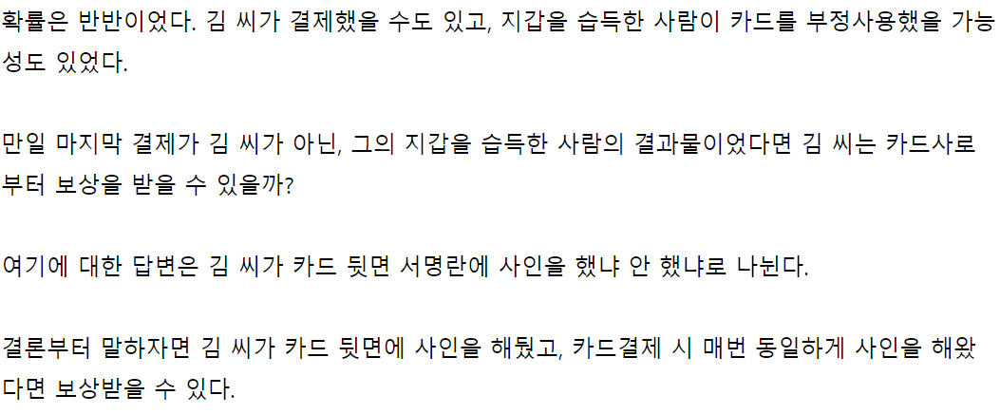 확률은 반반이었다. 김 씨가 결제했을 수도 있고, 지갑을 습득한 사람이 카드를 부정사용했을 가능
성도 있었다.
만일 마지막 결제가 김 씨가 아닌, 그의 지갑을 습득한 사람의 결과물이었다면 김 씨는 카드사로
부터 보상을 받을 수 있을까?
여기에 대한 답변은 김 씨가 카드 뒷면 서명란에 사인을 했냐 안 했냐로 나뉜다.
결론부터 말하자면 김 씨가 카드 뒷면에 사인을 해뒀고, 카드결제 시 매번 동일하게 사인을 해왔
다면 보상받을 수 있다.